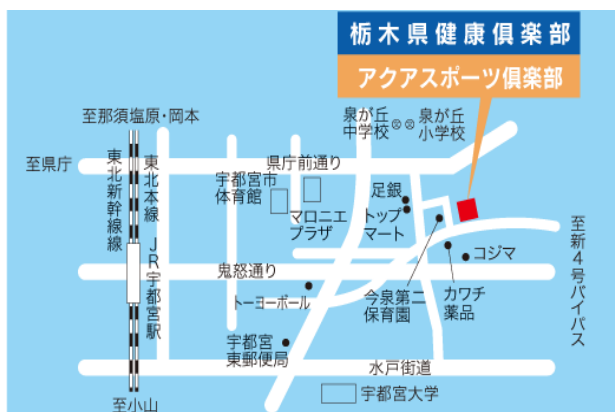 栃木県健康倶楽部
アクアスポーツ倶楽部
至那須塩原・岡本
泉が丘
中学校
泉が丘
小学校
至県庁
東北新幹線線
東北本線
県庁前通り
宇都宮市
体育館
マロニエ
プラザ
足銀
トップ
マート
至新4号バイパス
コジマ
JR宇都宮駅
鬼怒通り
トーヨーボール
今泉第二
保育園
カワチ
薬品
宇都宮
東郵便局
水戸街道
宇都宮大学
至小山